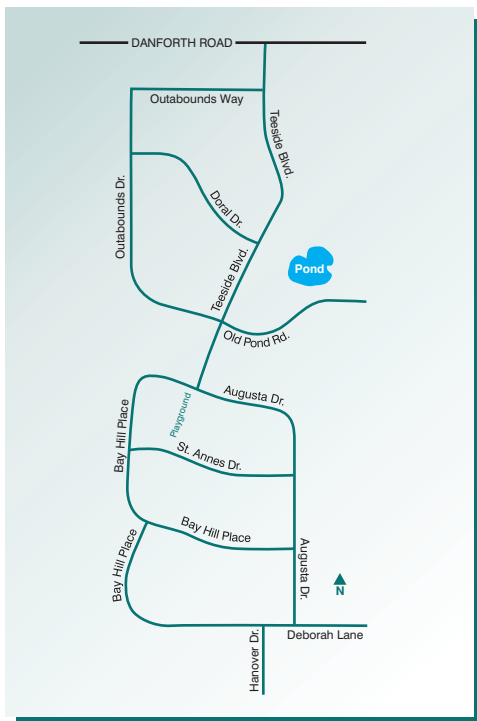 DANFORTH ROAD
Outabounds Way
Teeside Blvd.
Outabounds Dr.
Doral Dr.
Teeside Blvd.
Pond
Old Pond Rd.
Augusta Dr.
Playground
Bay Hill Place
St. Annes Dr.
Bay Hill Place
Bay Hill Place
Augusta Dr.
N
Hanover Dr.
Deborah Lane